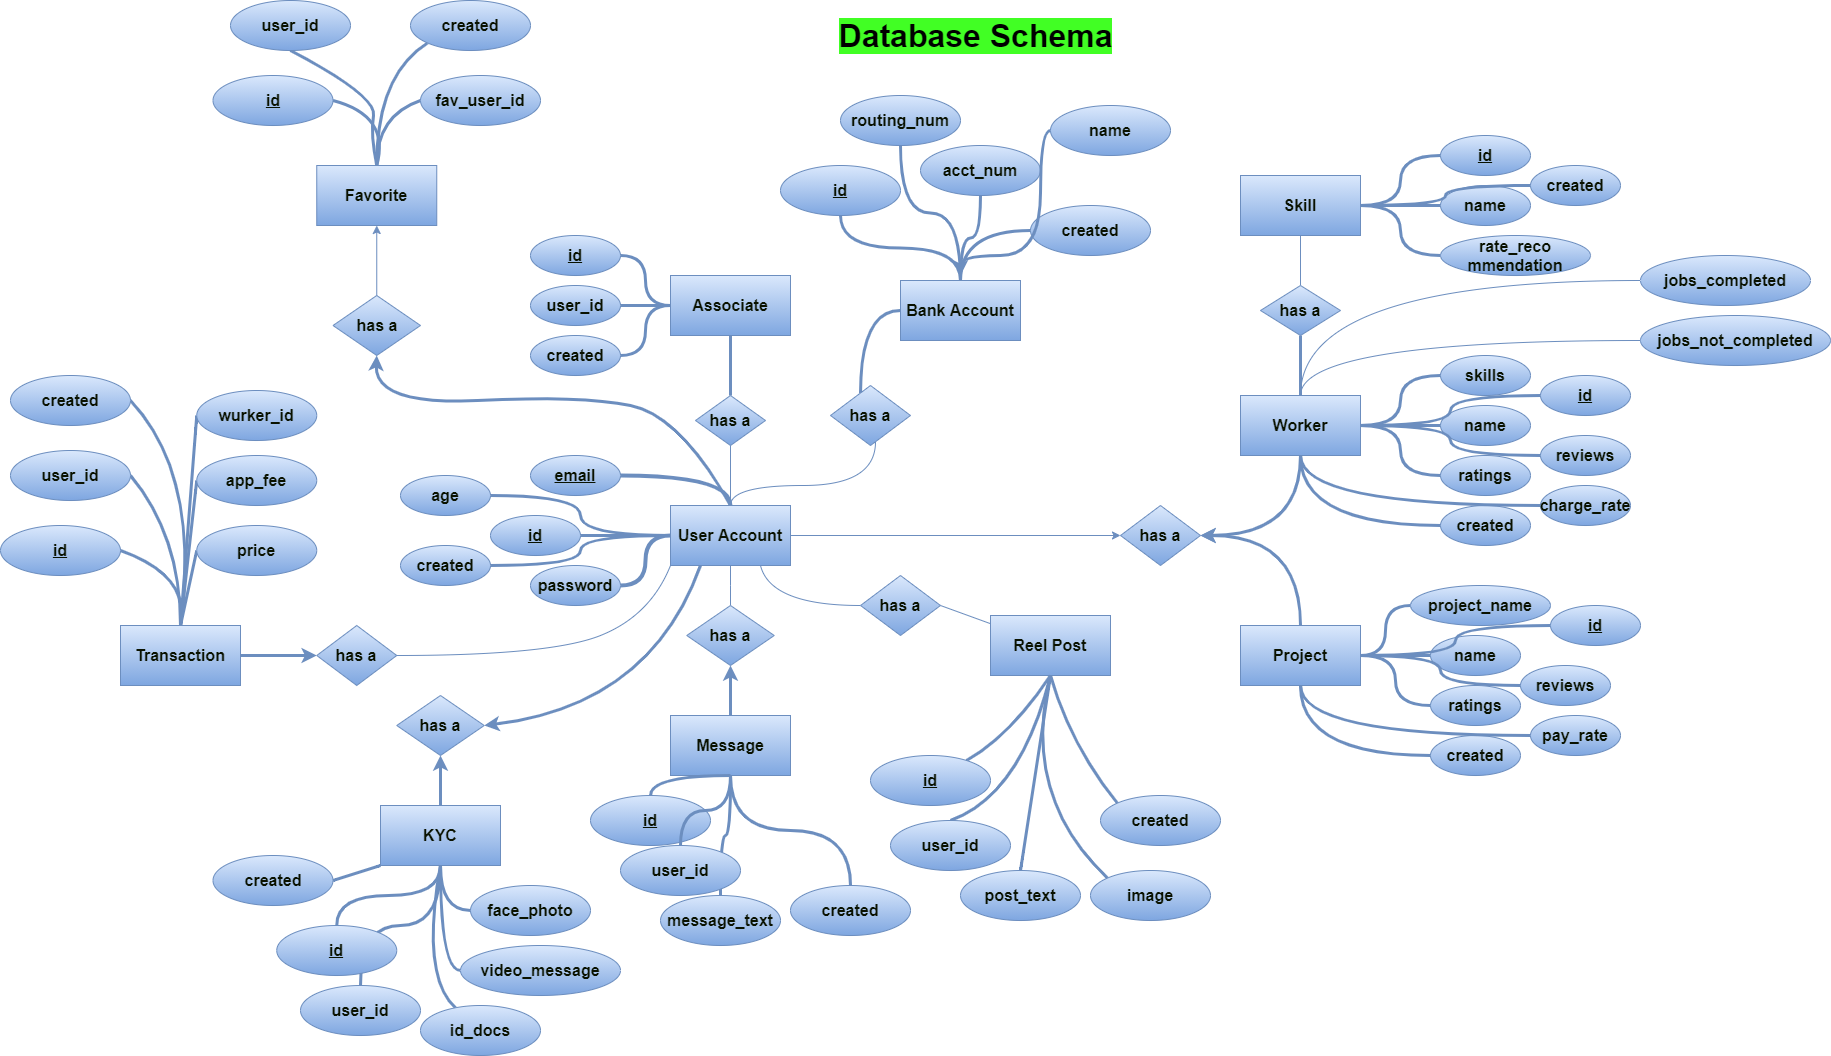 Database Schema
user_id
created
id
fav_user_id
Favorite
has a
routing_num
name
acct_num
id
created
Bank Account
has a
id
user_id
created
Associate
has a
id
created
name
rate_reco
mmendation
Skill
has a
jobs_completed
jobs_not_completed
skills
id
name
reviews
ratings
charge_rate
created
Worker
created
wurker_id
user_id
app_fee
id
price
Transaction
has a
email
age
id
created
password
User Account
has a
has a
Reel Post
id
user_id
post_text
image
created
project_name
id
name
reviews
ratings
pay_rate
created
Project
has a
Message
id
user_id
message_text
created
has a
KYC
created
face_photo
id
video_message
user_id
id_docs